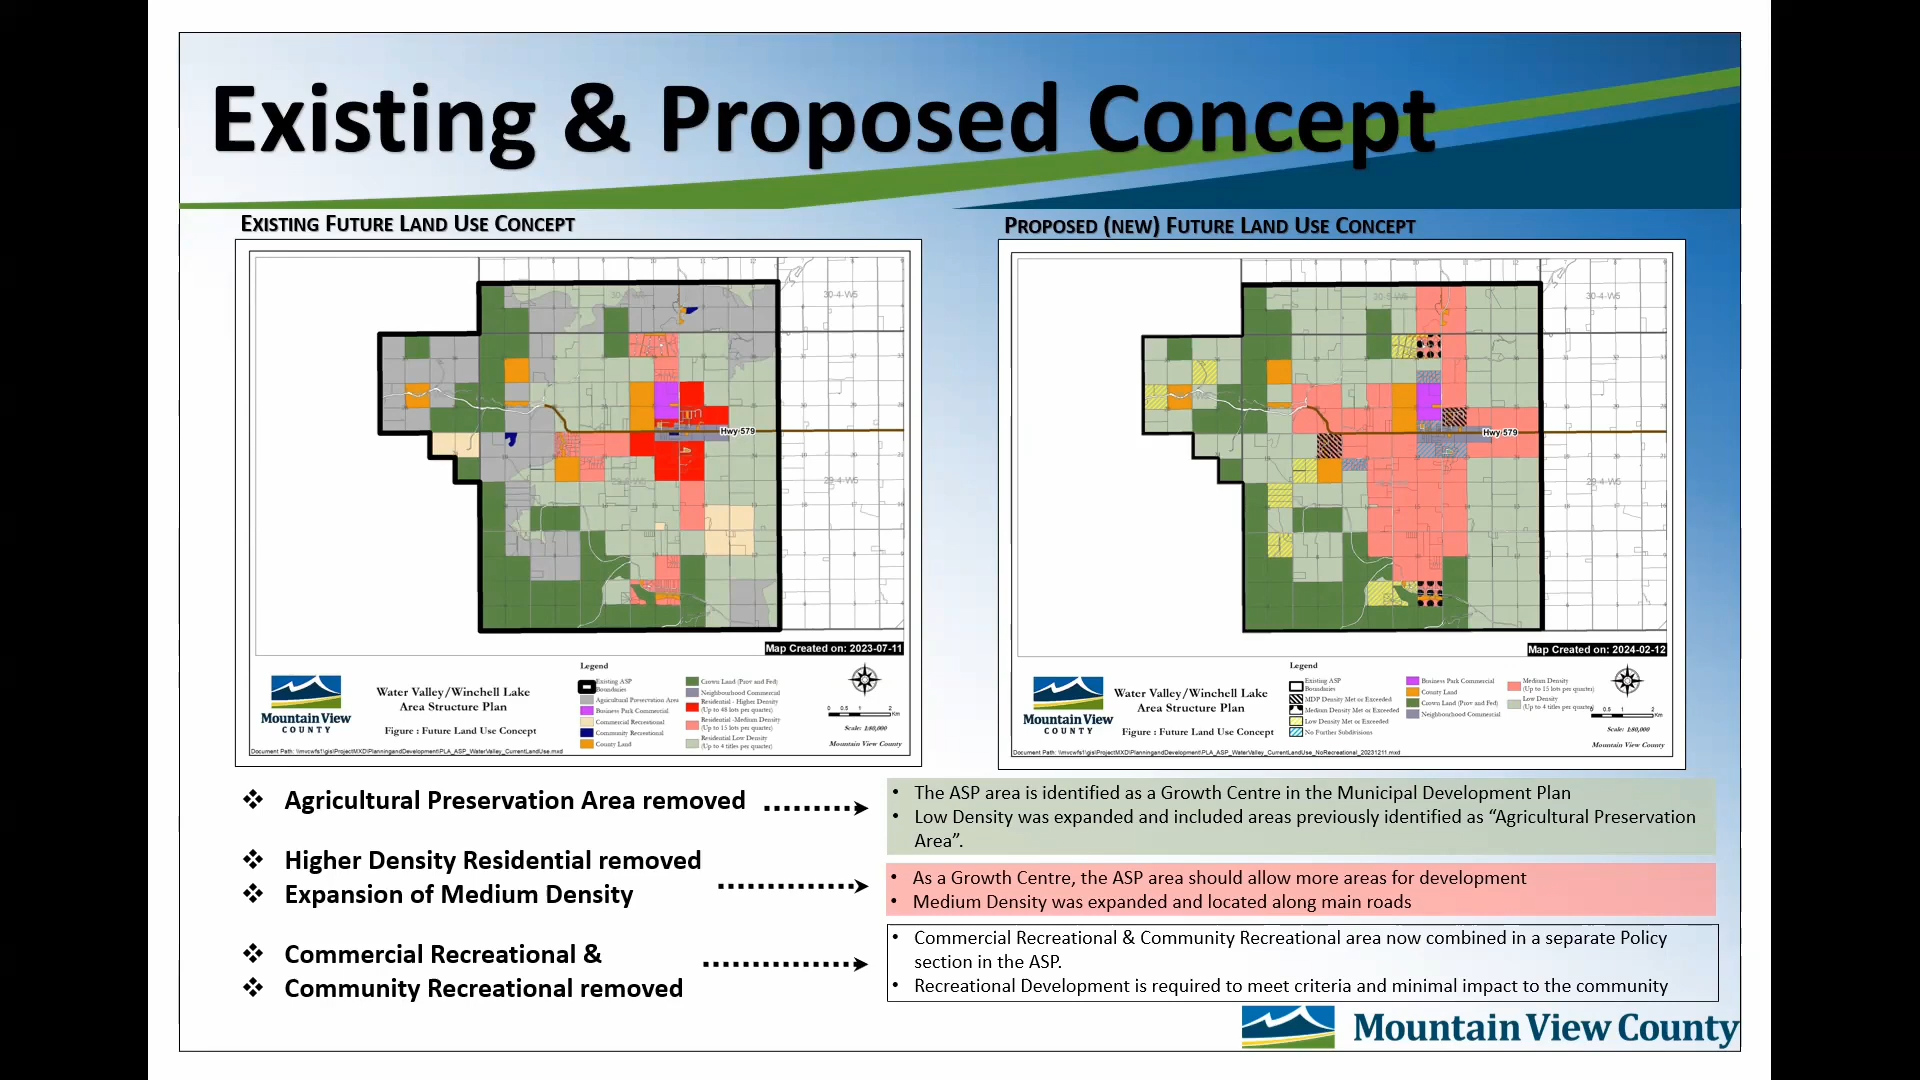 Existing & Proposed Concept
EXISTING FUTURE LAND USE CONCEPT
PROPOSED (NEW) FUTURE LAND USE CONCEPT
30-4-W5
Hwy 579
29-4-W5
Map Created on: 2023-07-11
Legend
Existing ASP
Boundaries
Agricultural Preservation Area
Business Park Commercial
Commercial Recreational
Community Recreational
County Land
Crown Land (Prov and Fed)
Neighbourhood Commercial
Residential - Higher Density
(Up to 48 lots per quarter)
Residential -Medium Density
(Up to 15 lots per quarter)
Residential Low Density
(Up to 4 titles per quarter)
Mountain View
COUNTY
Water Valley/Winchell Lake
Area Structure Plan
Figure : Future Land Use Concept
0 0.5 1 2
Km
Scale: 1:80,000
Mountain View County
Document Path: \\mvcwfs1\gis\ProjectMXD\PlanningandDevelopment\PLA_ASP_WaterValley_CurrentLandUse.mxd
30-4-W5
Hwy 579
29-4-W5
Map Created on: 2024-02-12
Legend
Existing ASP
Boundaries
MDP Density Met or Exceeded
Medium Density Met or Exceeded
Low Density Met or Exceeded
No Further Subdivisions
Business Park Commercial
County Land
Crown Land (Prov and Fed)
Neighbourhood Commercial
Medium Density
(Up to 15 lots per quarter)
Low Density
(Up to 4 titles per quarter)
Mountain View
COUNTY
Water Valley/Winchell Lake
Area Structure Plan
Figure : Future Land Use Concept
0 0.5 1 2
Km
Scale: 1:80,000
Mountain View County
Document Path: \\mvcwfs1\gis\ProjectMXD\PlanningandDevelopment\PLA_ASP_WaterValley_CurrentLandUse_NoRecreational_20231211.mxd
❖ Agricultural Preservation Area removed
• The ASP area is identified as a Growth Centre in the Municipal Development Plan
• Low Density was expanded and included areas previously identified as “Agricultural Preservation
Area”.
❖ Higher Density Residential removed
❖ Expansion of Medium Density
• As a Growth Centre, the ASP area should allow more areas for development
• Medium Density was expanded and located along main roads
❖ Commercial Recreational &
❖ Community Recreational removed
• Commercial Recreational & Community Recreational area now combined in a separate Policy
section in the ASP.
• Recreational Development is required to meet criteria and minimal impact to the community
Mountain View County